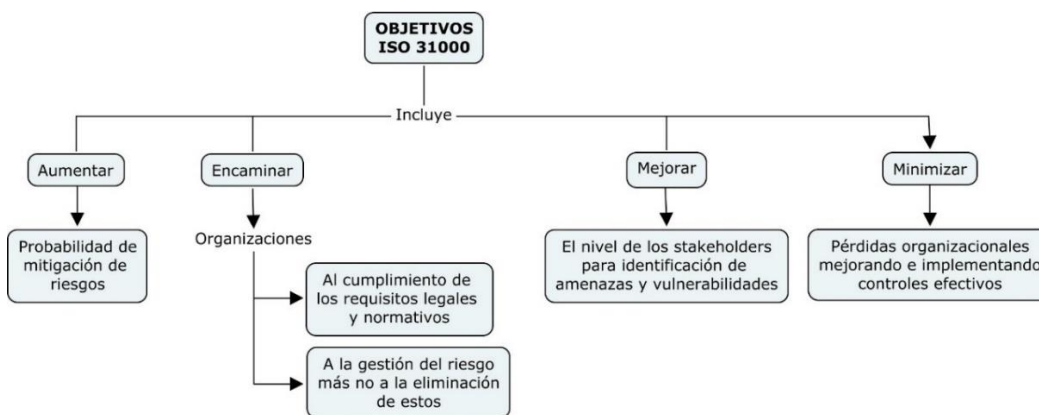 OBJETIVOS
ISO 31000
Incluye
Aumentar
Encaminar
Mejorar
Minimizar
Probabilidad de
mitigación de
riesgos
Organizaciones
Al cumplimiento de
los requisitos legales
y normativos
A la gestión del riesgo
más no a la eliminación
de estos
El nivel de los stakeholders
para identificación de
amenazas y vulnerabilidades
Pérdidas organizacionales
mejorando e implementando
controles efectivos